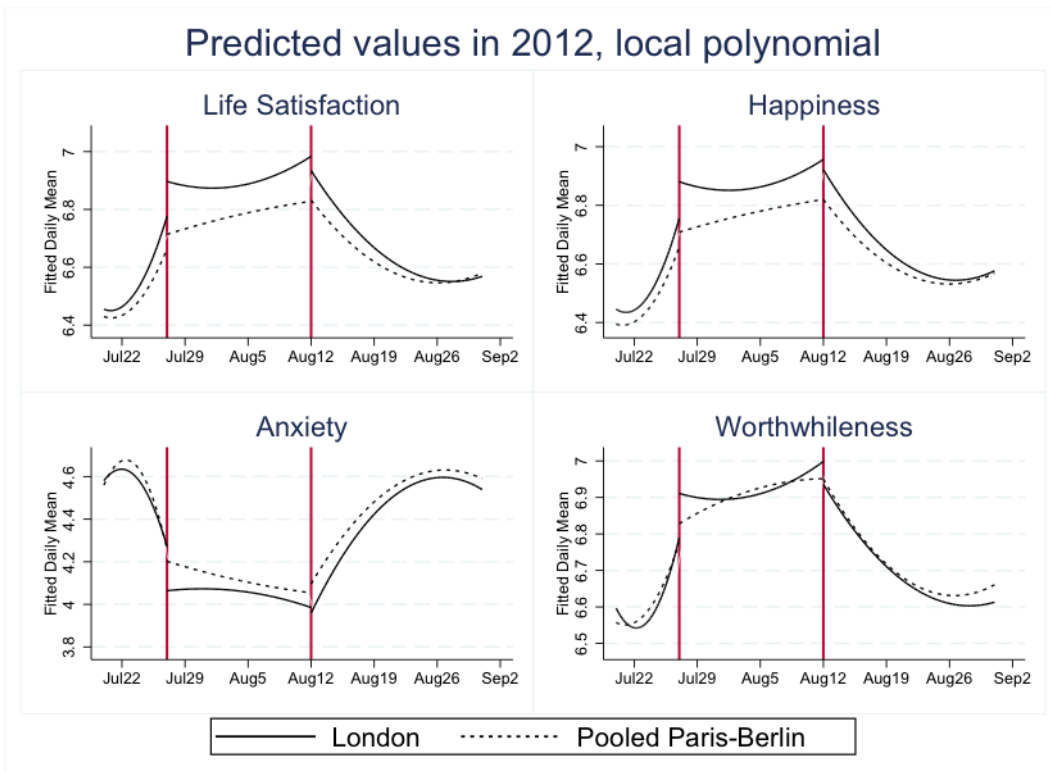 Predicted values in 2012, local polynomial
Life Satisfaction
Fitted Daily Mean
7
6.8
6.6
6.4
Jul22 Jul29 Aug5 Aug12 Aug19 Aug26 Sep2
Happiness
Fitted Daily Mean
7
6.8
6.6
6.4
Jul22 Jul29 Aug5 Aug12 Aug19 Aug26 Sep2
Anxiety
Fitted Daily Mean
4.6
4.4
4.2
4
3.8
Jul22 Jul29 Aug5 Aug12 Aug19 Aug26 Sep2
Worthwhileness
Fitted Daily Mean
7
6.9
6.8
6.7
6.6
6.5
Jul22 Jul29 Aug5 Aug12 Aug19 Aug26 Sep2
London Pooled Paris-Berlin